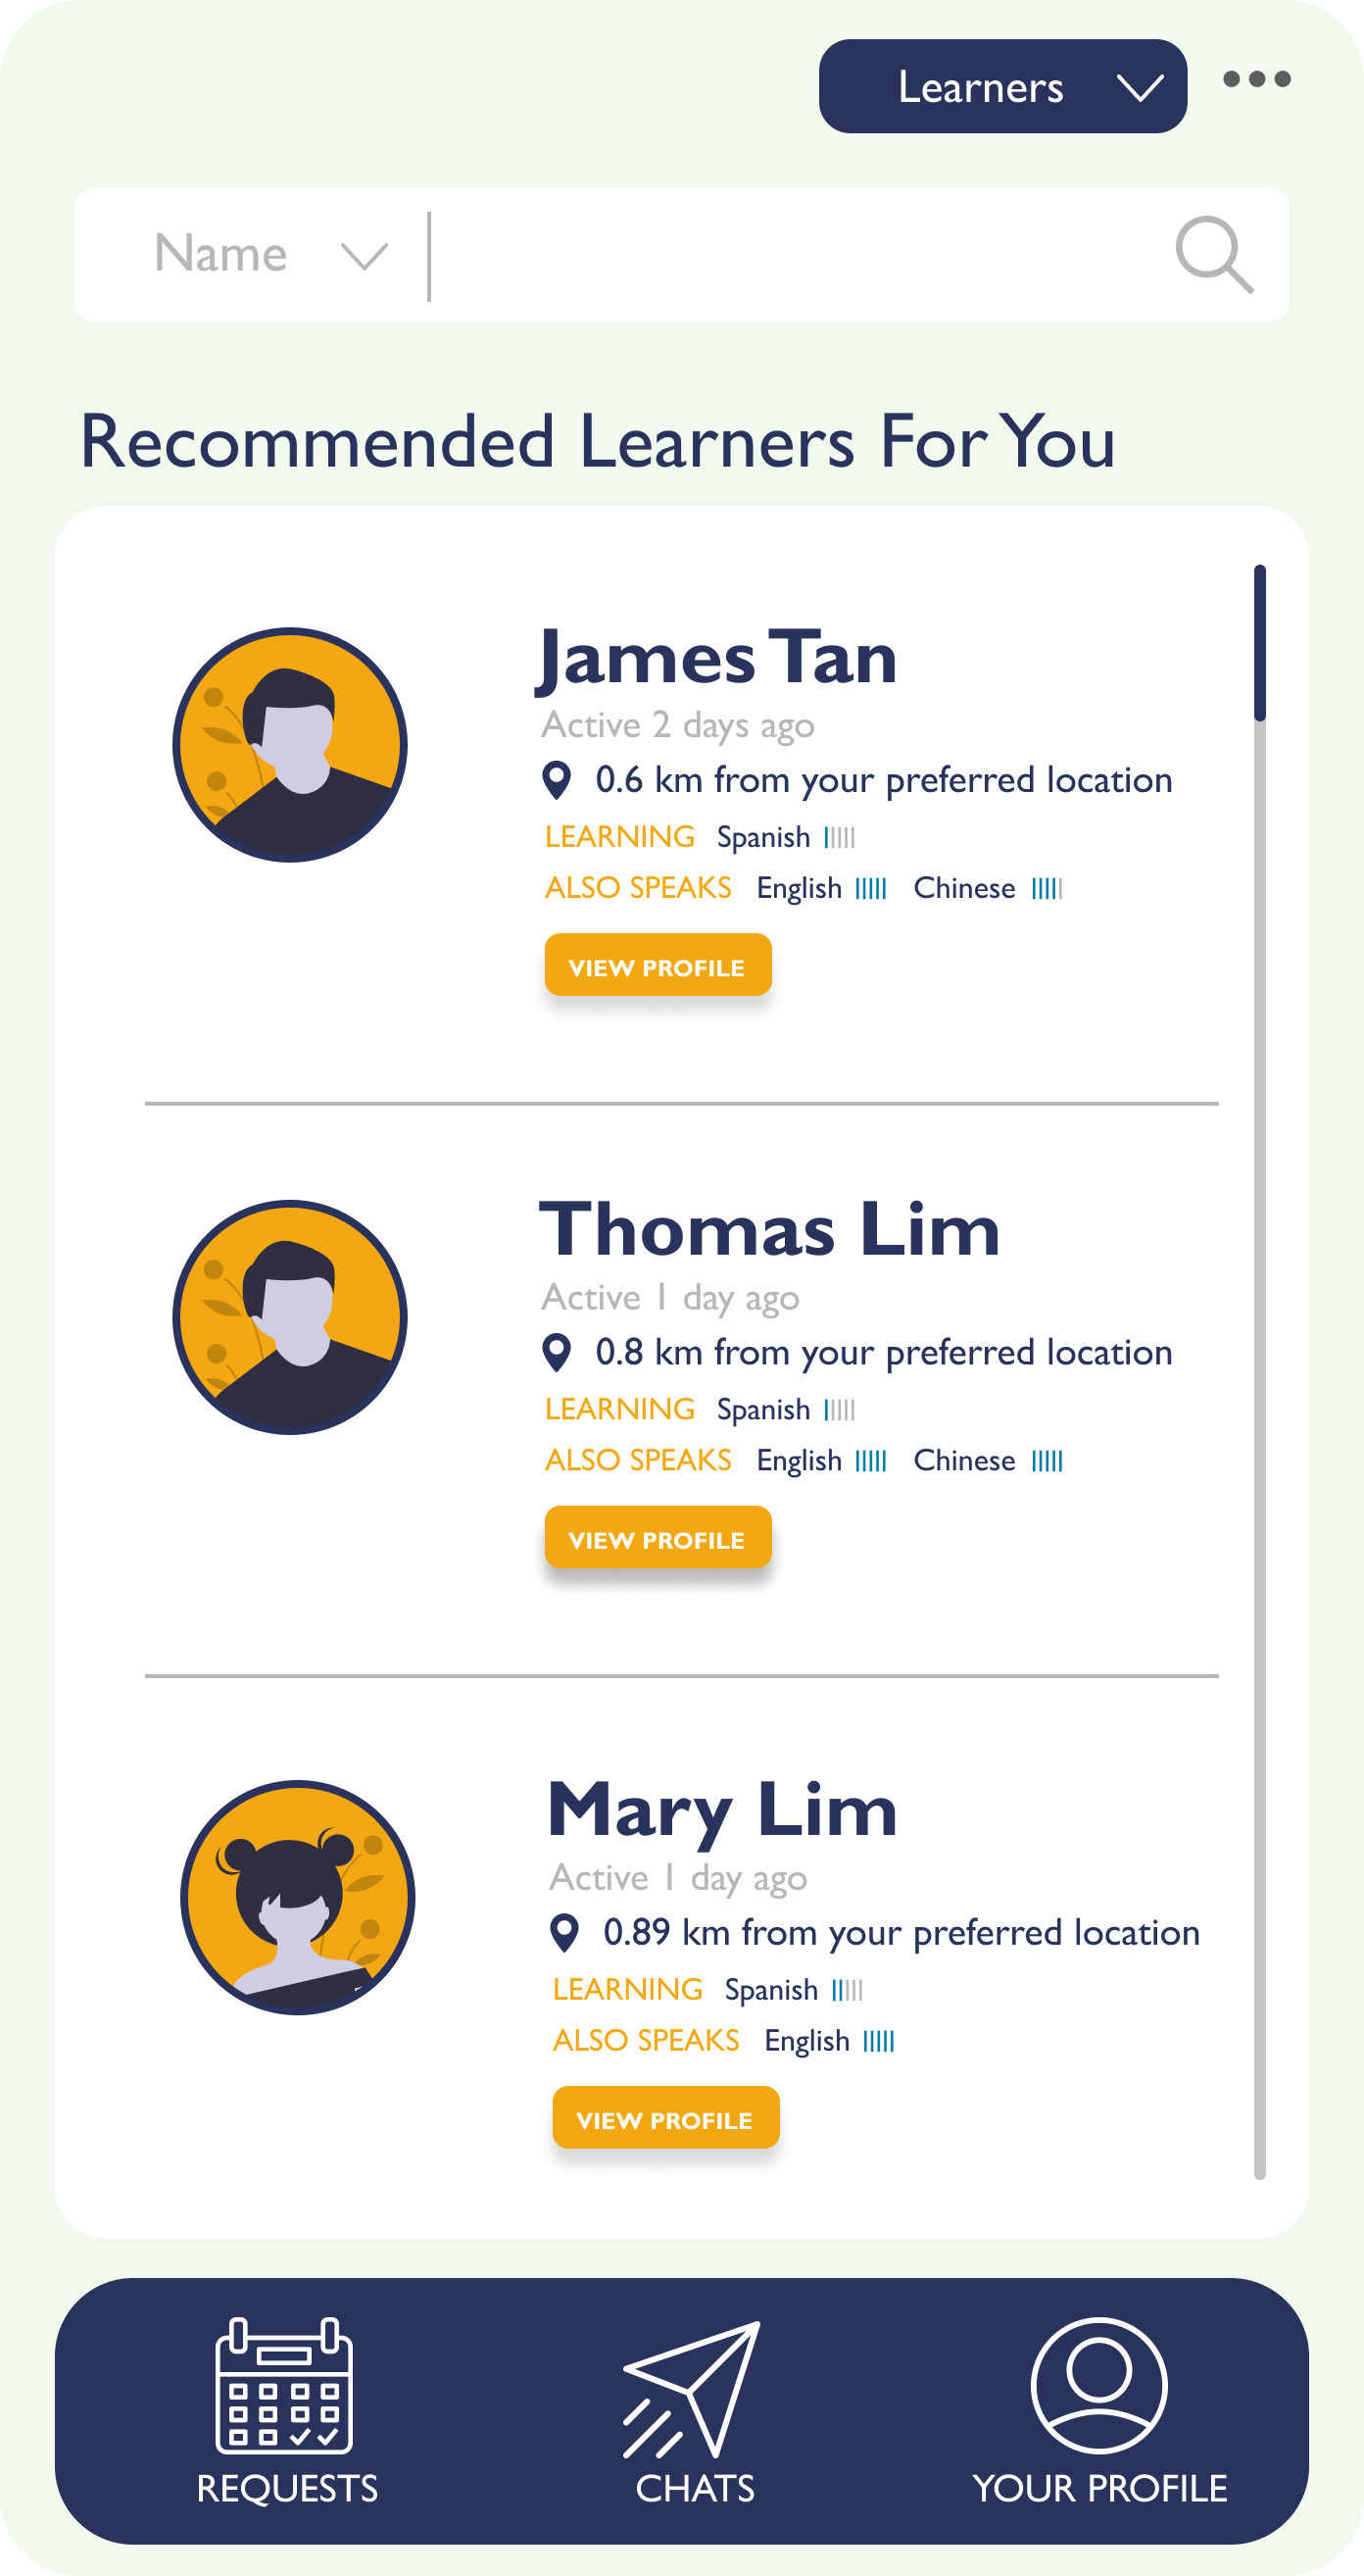 Learners
Name
Recommended Learners For You
James Tan
Active 2 days ago
0.6 km from your preferred location
LEARNING Spanish
ALSO SPEAKS English Chinese
VIEW PROFILE
Thomas Lim
Active 1 day ago
0.8 km from your preferred location
LEARNING Spanish
ALSO SPEAKS English Chinese
VIEW PROFILE
Mary Lim
Active 1 day ago
0.89 km from your preferred location
LEARNING Spanish
ALSO SPEAKS English
VIEW PROFILE
REQUESTS CHATS YOUR PROFILE